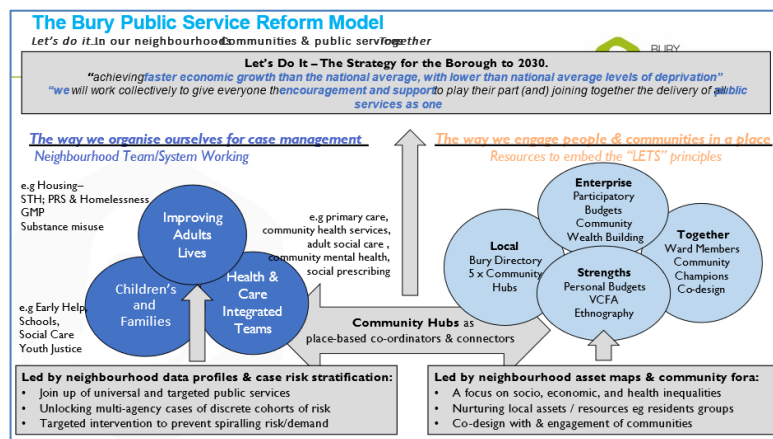 The Bury Public Service Reform Model
Let's do it...In our neighbourhoods Communities & public services Together
BURY
Let's Do It – The Strategy for the Borough to 2030.
"achieving faster economic growth than the national average, with lower than national average levels of deprivation"
"we will work collectively to give everyone the encouragement and support to play their part (and) joining together the delivery of all public
services as one
The way we organise ourselves for case management
Neighbourhood Team/System Working
The way we engage people & communities in a place
Resources to embed the "LETS" principles
e.g Housing–
STH; PRS & Homelessness
GMP
Substance misuse
Improving
Adults
Lives
Children's
and
Families
Health &
Care
Integrated
Teams
e.g Early Help,
Schools,
Social Care
Youth Justice
e.g primary care,
community health services,
adult social care ,
community mental health,
social prescribing
Enterprise
Participatory
Budgets
Community
Wealth Building
Local
Bury Directory
5 x Community
Hubs
Together
Ward Members
Community
Champions
Co-design
Strengths
Personal Budgets
VCFA
Ethnography
Community Hubs as
place-based co-ordinators & connectors
Led by neighbourhood data profiles & case risk stratification:
• Join up of universal and targeted public services
• Unlocking multi-agency cases of discrete cohorts of risk
• Targeted intervention to prevent spiralling risk/demand
Led by neighbourhood asset maps & community fora:
• A focus on socio, economic, and health inequalities
• Nurturing local assets / resources eg residents groups
• Co-design with & engagement of communities